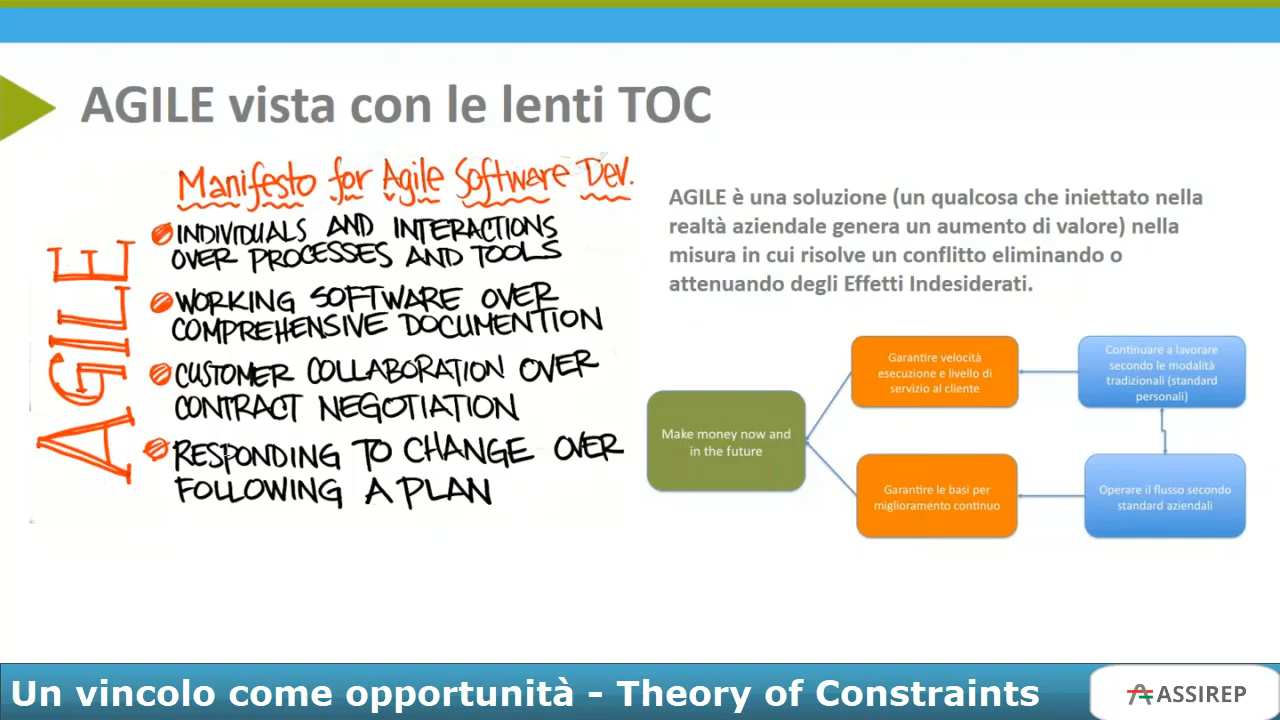 AGILE vista con le lenti TOC
AGILE
Manifesto for Agile Software Dev.
INDIVIDUALS AND INTERACTIONS
OVER PROCESSES AND TOOLS
WORKING SOFTWARE OVER
COMPREHENSIVE DOCUMENTION
CUSTOMER COLLABORATION OVER
CONTRACT NEGOTIATION
RESPONDING TO CHANGE OVER
FOLLOWING A PLAN
AGILE è una soluzione (un qualcosa che iniettato nella
realtà aziendale genera un aumento di valore) nella
misura in cui risolve un conflitto eliminando o
attenuando degli Effetti Indesiderati.
Make money now and
in the future
Garantire velocità
esecuzione e livello di
servizio al cliente
Continuare a lavorare
secondo le modalità
tradizionali (standard
personali)
Garantire le basi per
miglioramento continuo
Operare il flusso secondo
standard aziendali
Un vincolo come opportunità - Theory of Constraints
ASSIREP